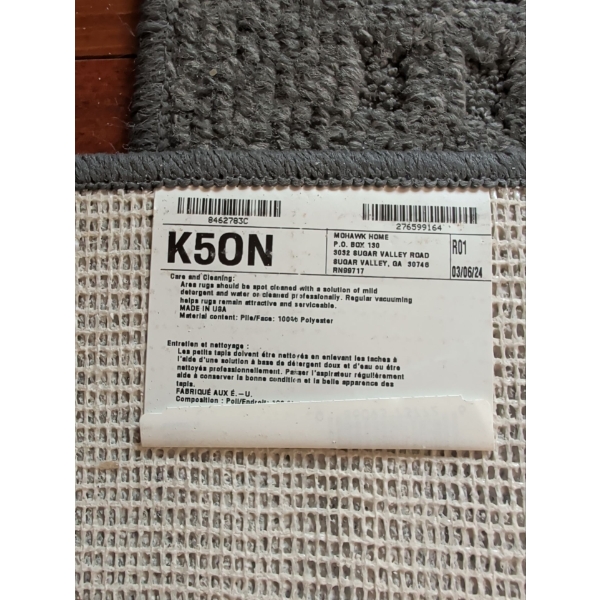 8462783C
276599164
K50N
MOHAWK HOME
P.O. BOX 130
3032 SUGAR VALLEY ROAD
SUGAR VALLEY, GA 30746
RN99717
R01
03/06/24
Care and Cleaning:
Area rugs should be spot cleaned with a solution of mild
detergent and water or cleaned professionally. Regular vacuuming
helps rugs remain attractive and serviceable.
MADE IN USA
Material content: Pile/Face: 100% Polyester
Entretien et nettoyage :
Les petits tapis doivent être nettoyés en enlevant les taches à
l'aide d'une solution à base de détergent doux et d'eau ou être
nettoyés professionnellement. Passer l'aspirateur régulièrement
aide à conserver la bonne condition et la belle apparence des
tapis.
FABRIQUÉ AUX É.-U.
Composition : Poil/Endroit: